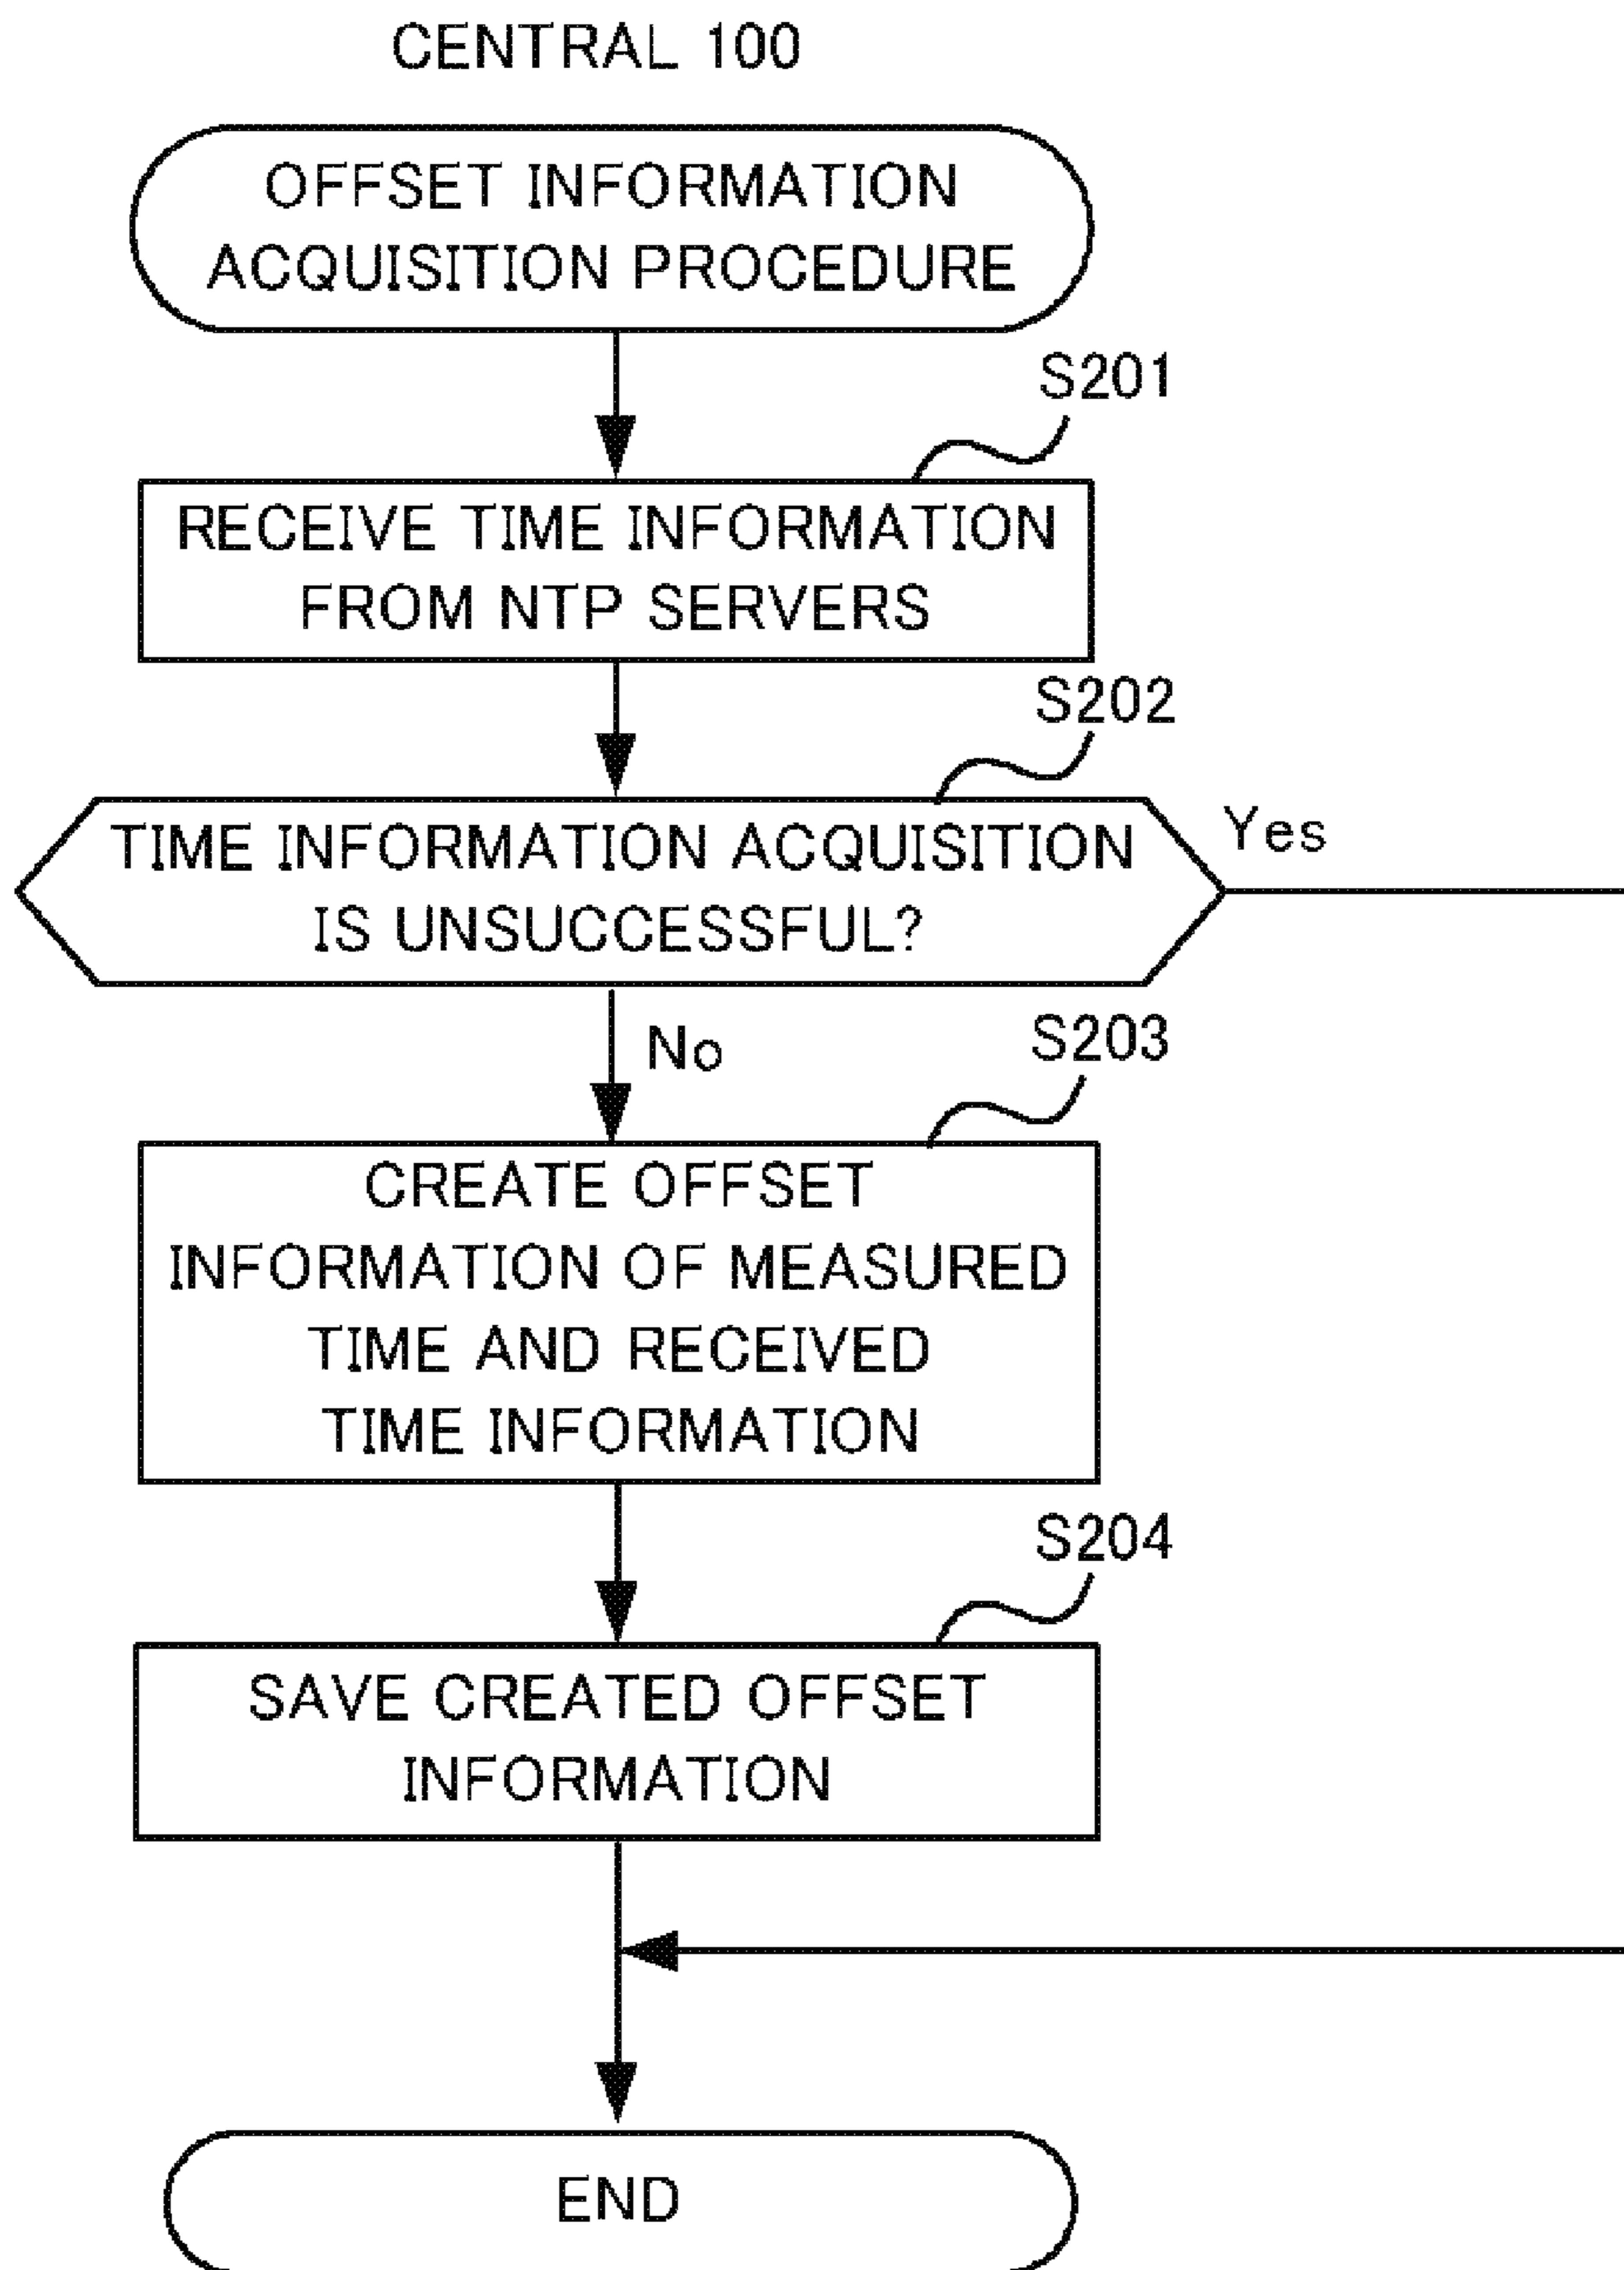 CENTRAL 100
OFFSET INFORMATION
ACQUISITION PROCEDURE
S201
RECEIVE TIME INFORMATION
FROM NTP SERVERS
S202
TIME INFORMATION ACQUISITION
IS UNSUCCESSFUL?
Yes
No
S203
CREATE OFFSET
INFORMATION OF MEASURED
TIME AND RECEIVED
TIME INFORMATION
S204
SAVE CREATED OFFSET
INFORMATION
END